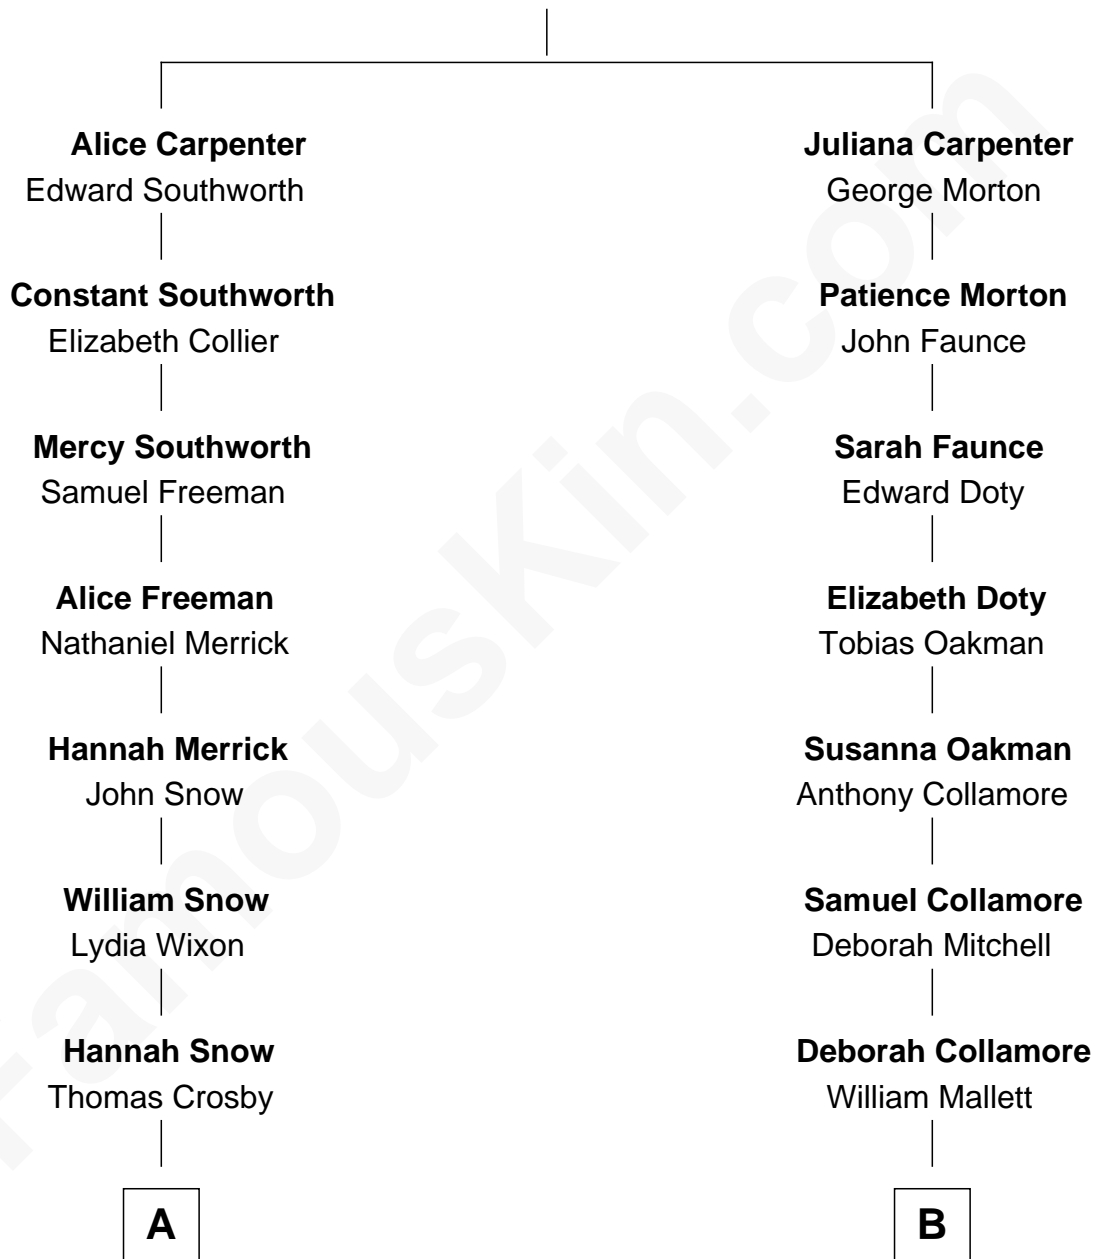 Alice Carpenter
Edward Southworth
Constant Southworth
Elizabeth Collier
Mercy Southworth
Samuel Freeman
Alice Freeman
Nathaniel Merrick
Hannah Merrick
John Snow
William Snow
Lydia Wixon
Hannah Snow
Thomas Crosby
A
Juliana Carpenter
George Morton
Patience Morton
John Faunce
Sarah Faunce
Edward Doty
Elizabeth Doty
Tobias Oakman
Susanna Oakman
Anthony Collamore
Samuel Collamore
Deborah Mitchell
Deborah Collamore
William Mallett
B
FamousKin.com